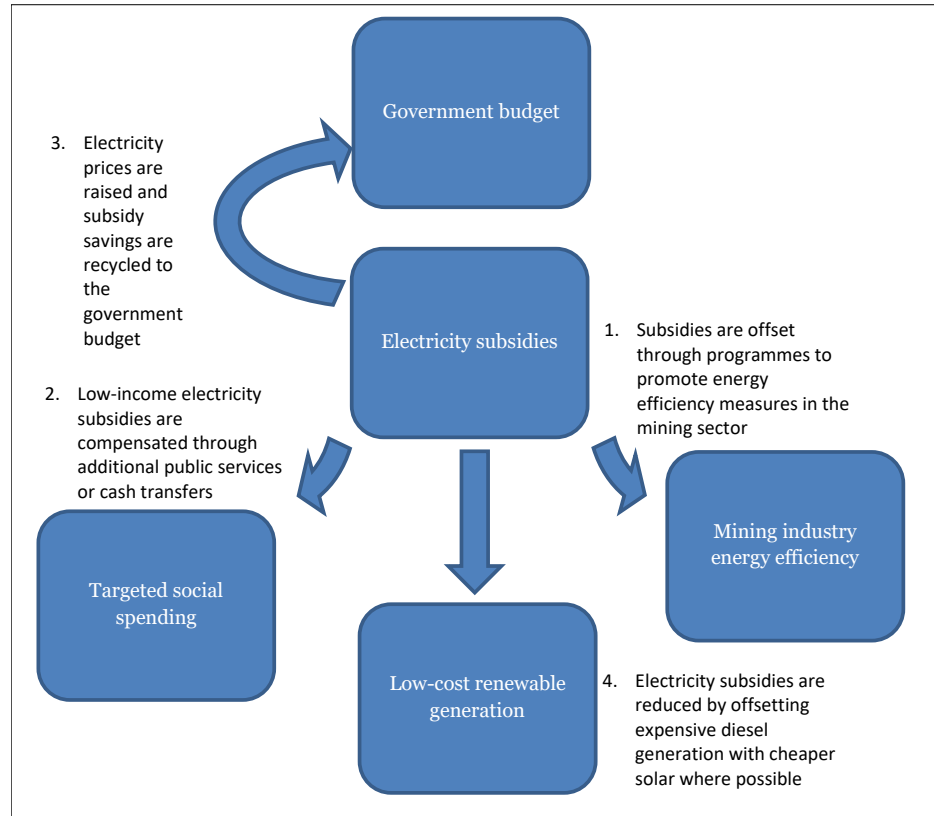 Government budget
3. Electricity
prices are
raised and
subsidy
savings are
recycled to
the
government
budget
Electricity subsidies
1. Subsidies are offset
through programmes to
promote energy
efficiency measures in the
mining sector
2. Low-income electricity
subsidies are
compensated through
additional public services
or cash transfers
Mining industry
energy efficiency
Targeted social
spending
Low-cost renewable
generation
4. Electricity subsidies are
reduced by offsetting
expensive diesel
generation with cheaper
solar where possible